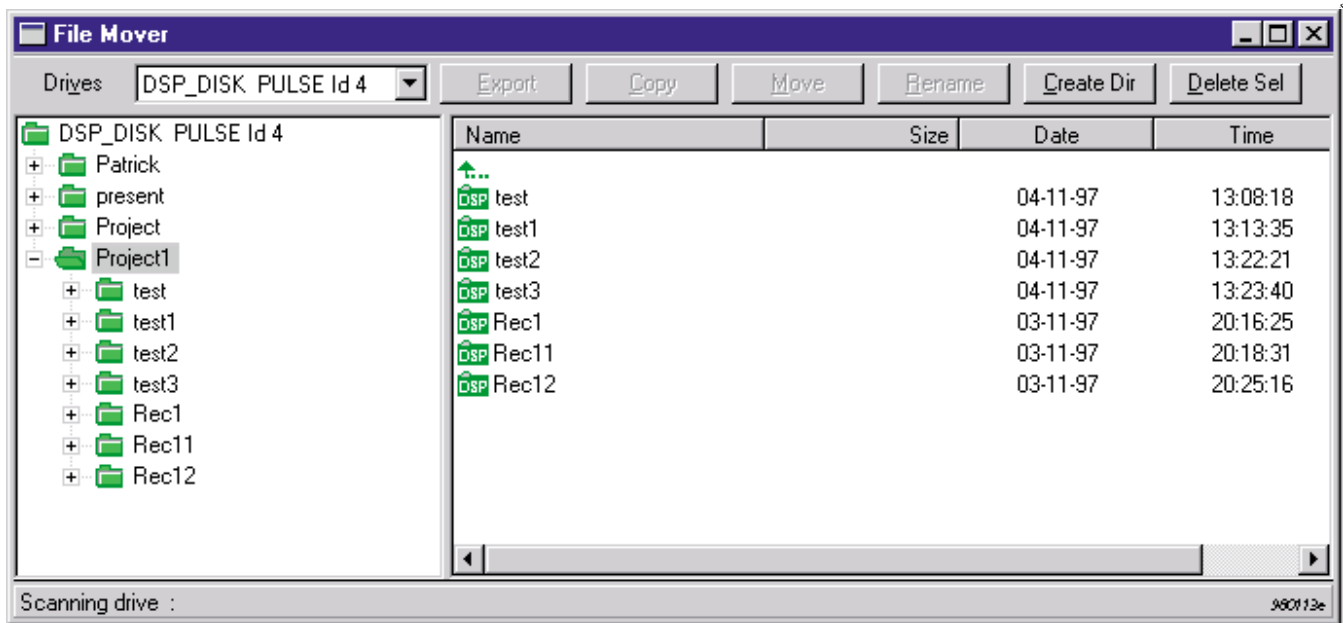 File Mover
Drives DSP_DISK PULSE Id 4 Export Copy Move Rename Create Dir Delete Sel
DSP_DISK PULSE Id 4
Patrick
present
Project
Project1
test
test1
test2
test3
Rec1
Rec11
Rec12
Name Size Date Time
...
DSP test 04-11-97 13:08:18
DSP test1 04-11-97 13:13:35
DSP test2 04-11-97 13:22:21
DSP test3 04-11-97 13:23:40
DSP Rec1 03-11-97 20:16:25
DSP Rec11 03-11-97 20:18:31
DSP Rec12 03-11-97 20:25:16
Scanning drive :
980113e